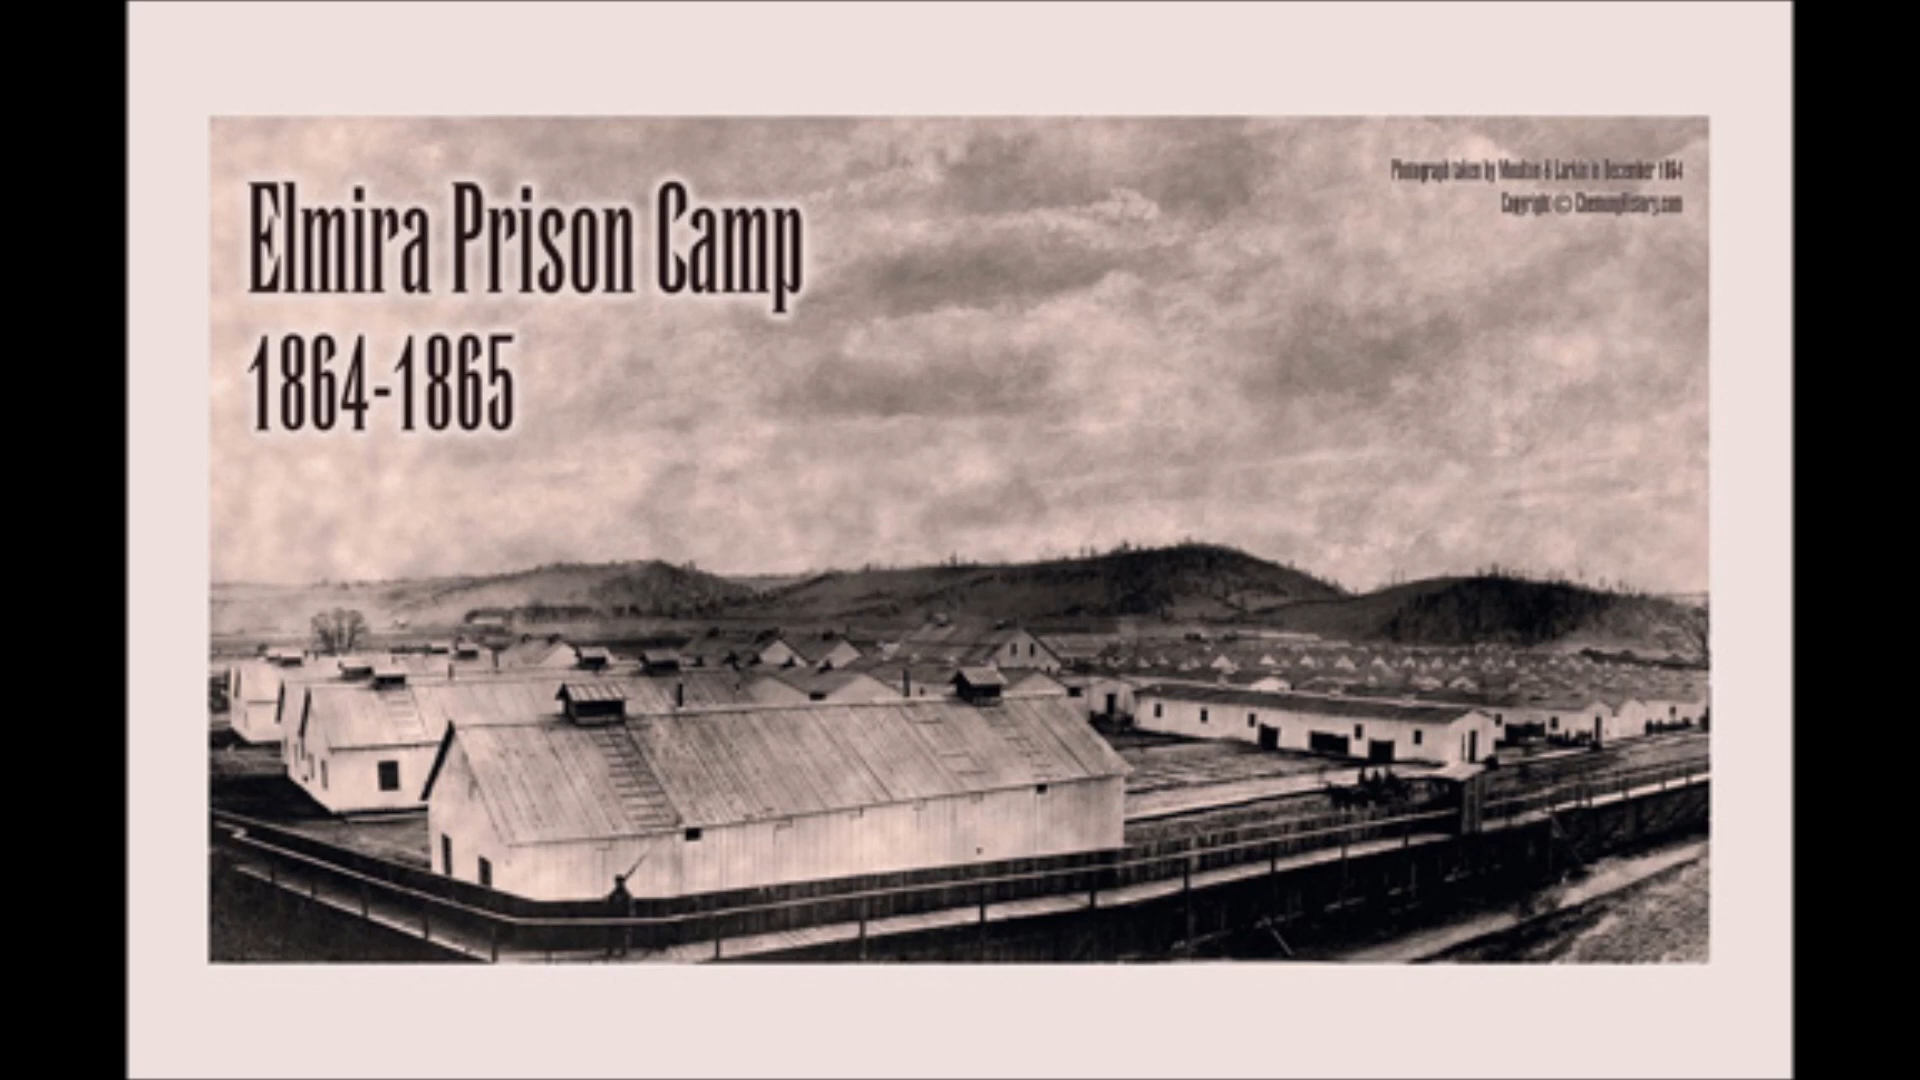 Elmira Prison Camp
1864-1865
Photograph taken by Moulton & Larkin in December 1864
Copyright © ChemungHistory.com